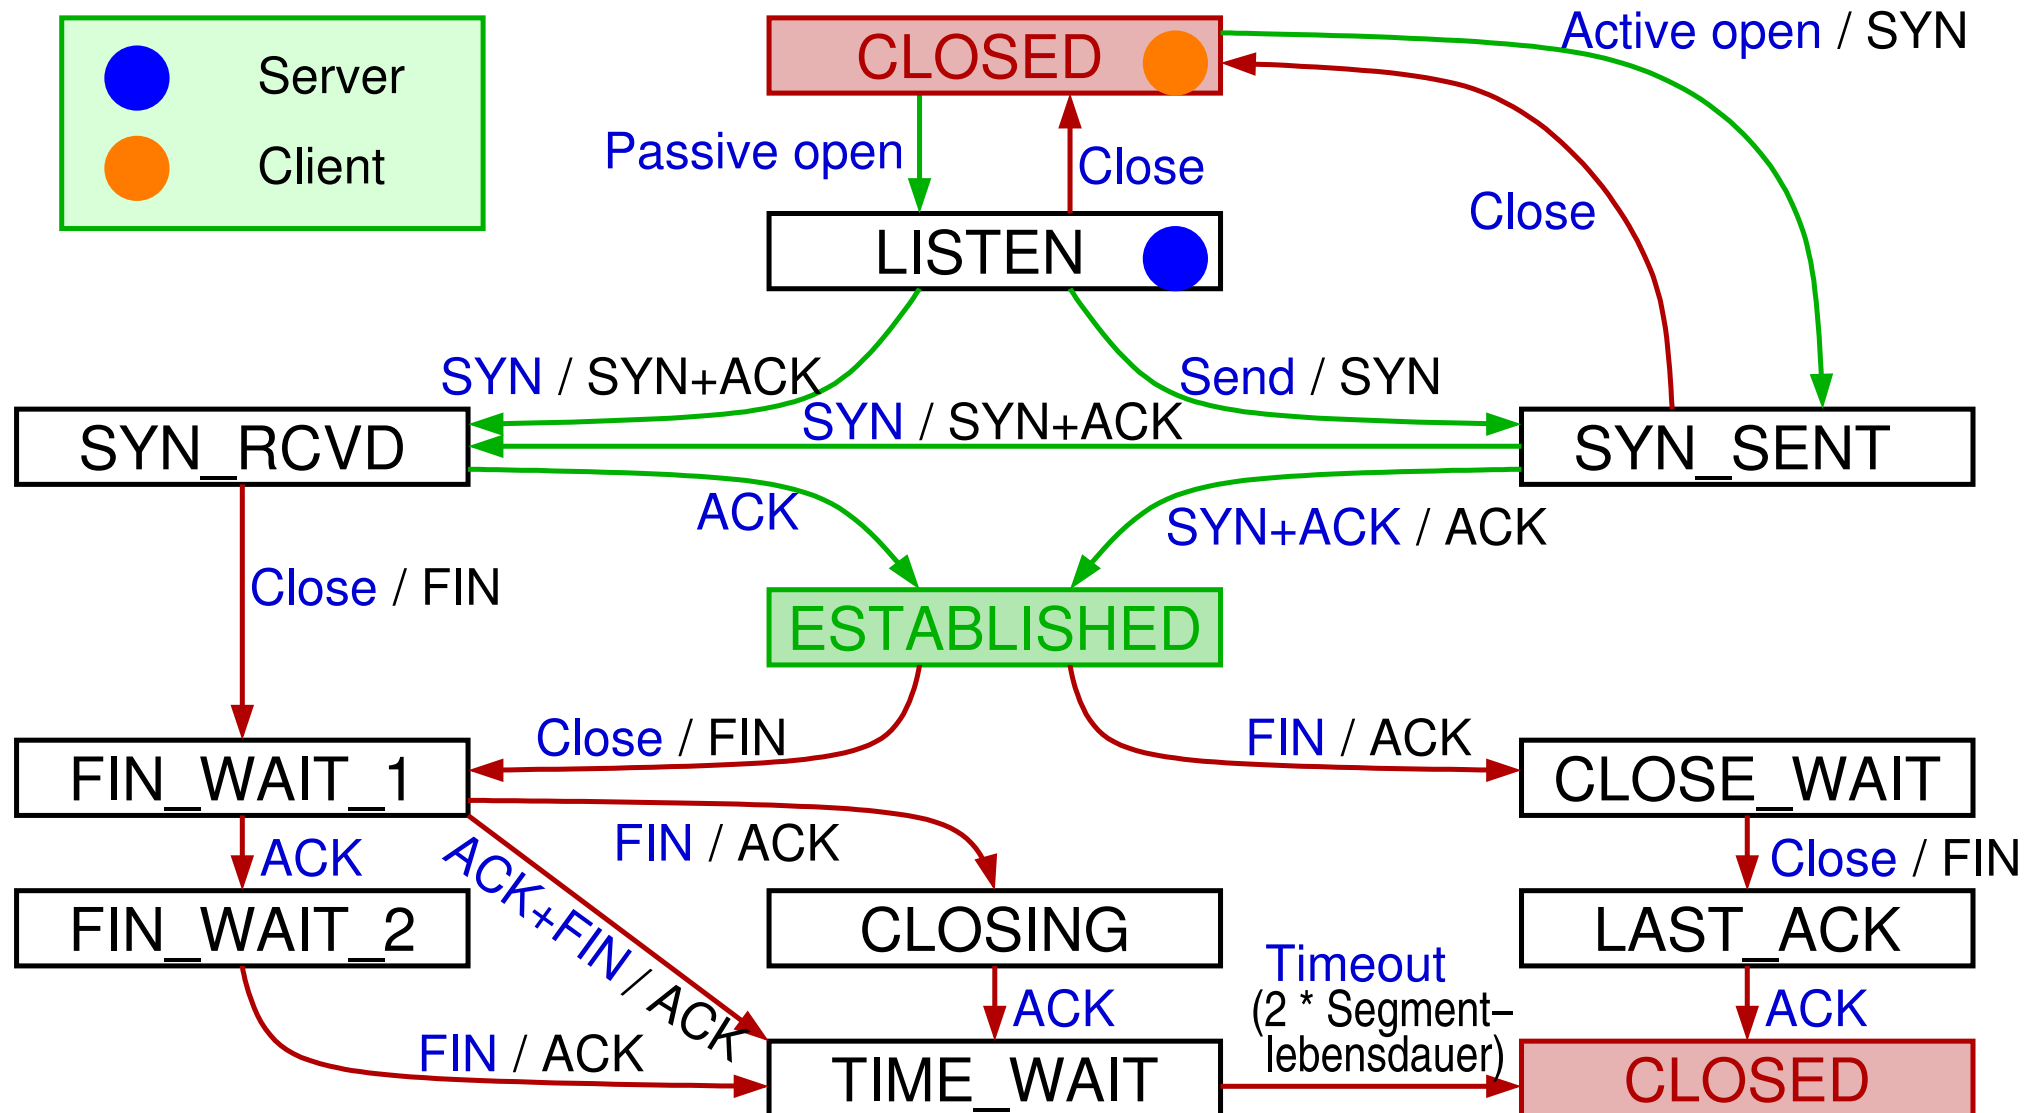 Server
Client
CLOSED
Active open / SYN
Passive open
Close
Close
LISTEN
SYN / SYN+ACK
Send / SYN
SYN / SYN+ACK
SYN_RCVD
SYN_SENT
ACK
SYN+ACK / ACK
Close / FIN
ESTABLISHED
Close / FIN
FIN / ACK
FIN_WAIT_1
CLOSE_WAIT
FIN / ACK
ACK
ACK+FIN / ACK
Close / FIN
FIN_WAIT_2
CLOSING
LAST_ACK
Timeout
(2 * Segment–
lebensdauer)
ACK
ACK
FIN / ACK
TIME_WAIT
CLOSED